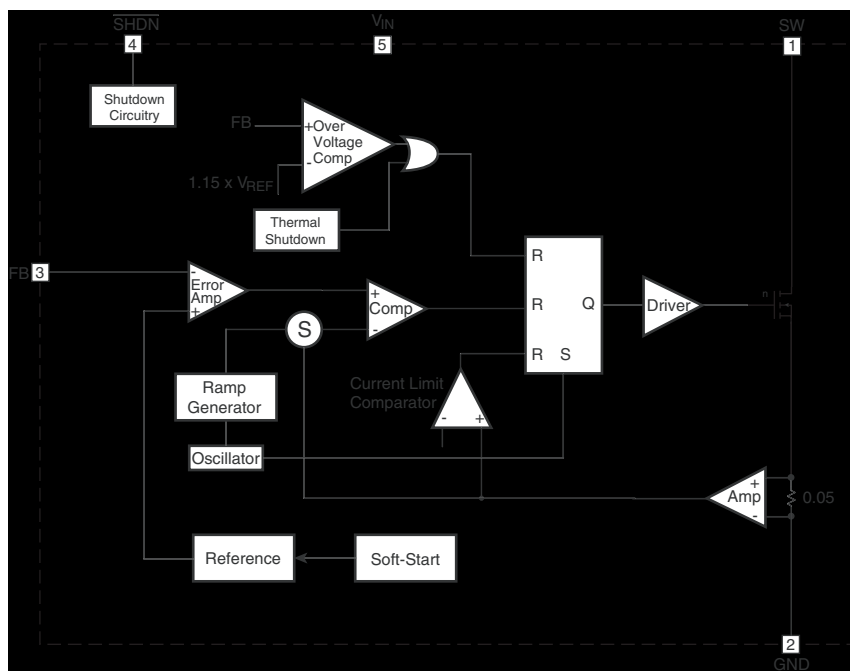 SHDN
4
VIN
5
SW
1
Shutdown
Circuitry
FB
+
Over
Voltage
Comp
-
1.15 x VREF
Thermal
Shutdown
FB
3
-
Error
Amp
+
+
Comp
-
S
R
R
R
S
Q
Driver
n
Ramp
Generator
Current Limit
Comparator
-
+
Oscillator
+
Amp
-
0.05
Reference
Soft-Start
2
GND